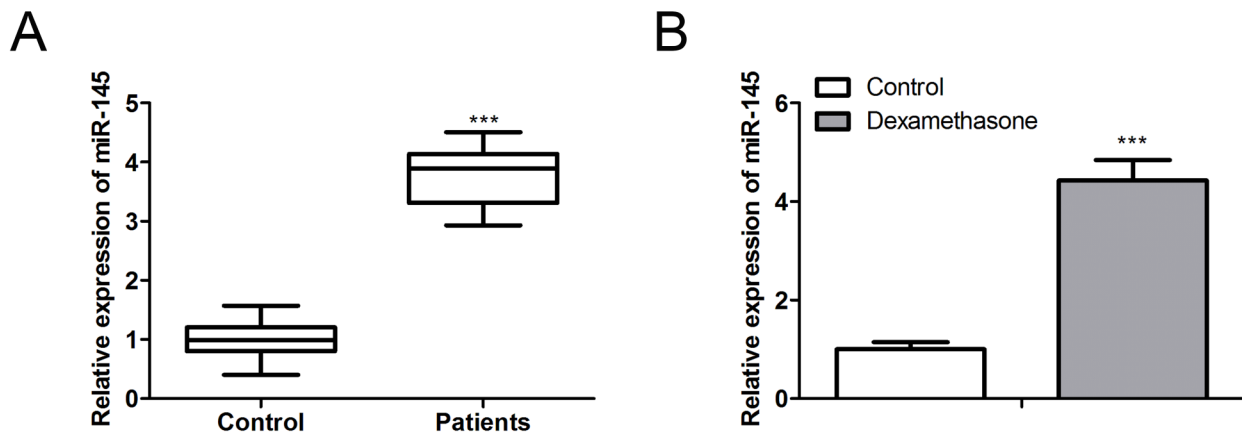 A
Relative expression of miR-145
5
4
3
2
1
0
***
Control
Patients
B
Relative expression of miR-145
6
4
2
0
Control
Dexamethasone
***